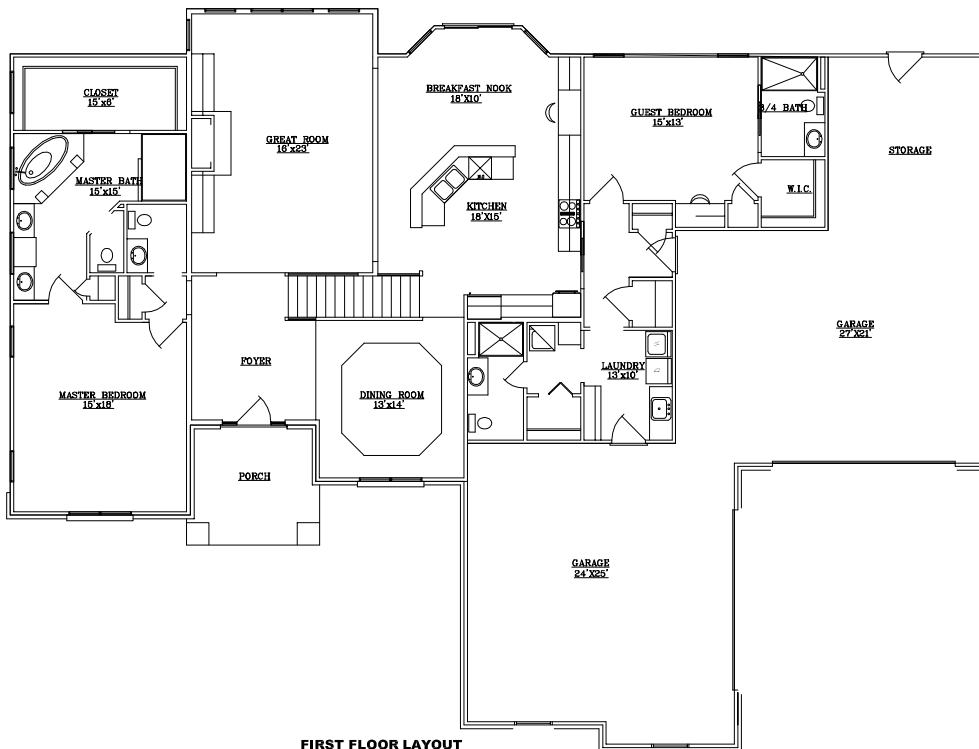 CLOSET
15'x6'
MASTER BATH
15'x15'
GREAT ROOM
16'x23'
BREAKFAST NOOK
18'X10'
GUEST BEDROOM
15'x13'
3/4 BATH
STORAGE
W.I.C.
KITCHEN
18'X15'
GARAGE
27'X21'
FOYER
LAUNDRY
13'x10'
MASTER BEDROOM
15'x18'
DINING ROOM
13'x14'
PORCH
GARAGE
24'X25'
FIRST FLOOR LAYOUT